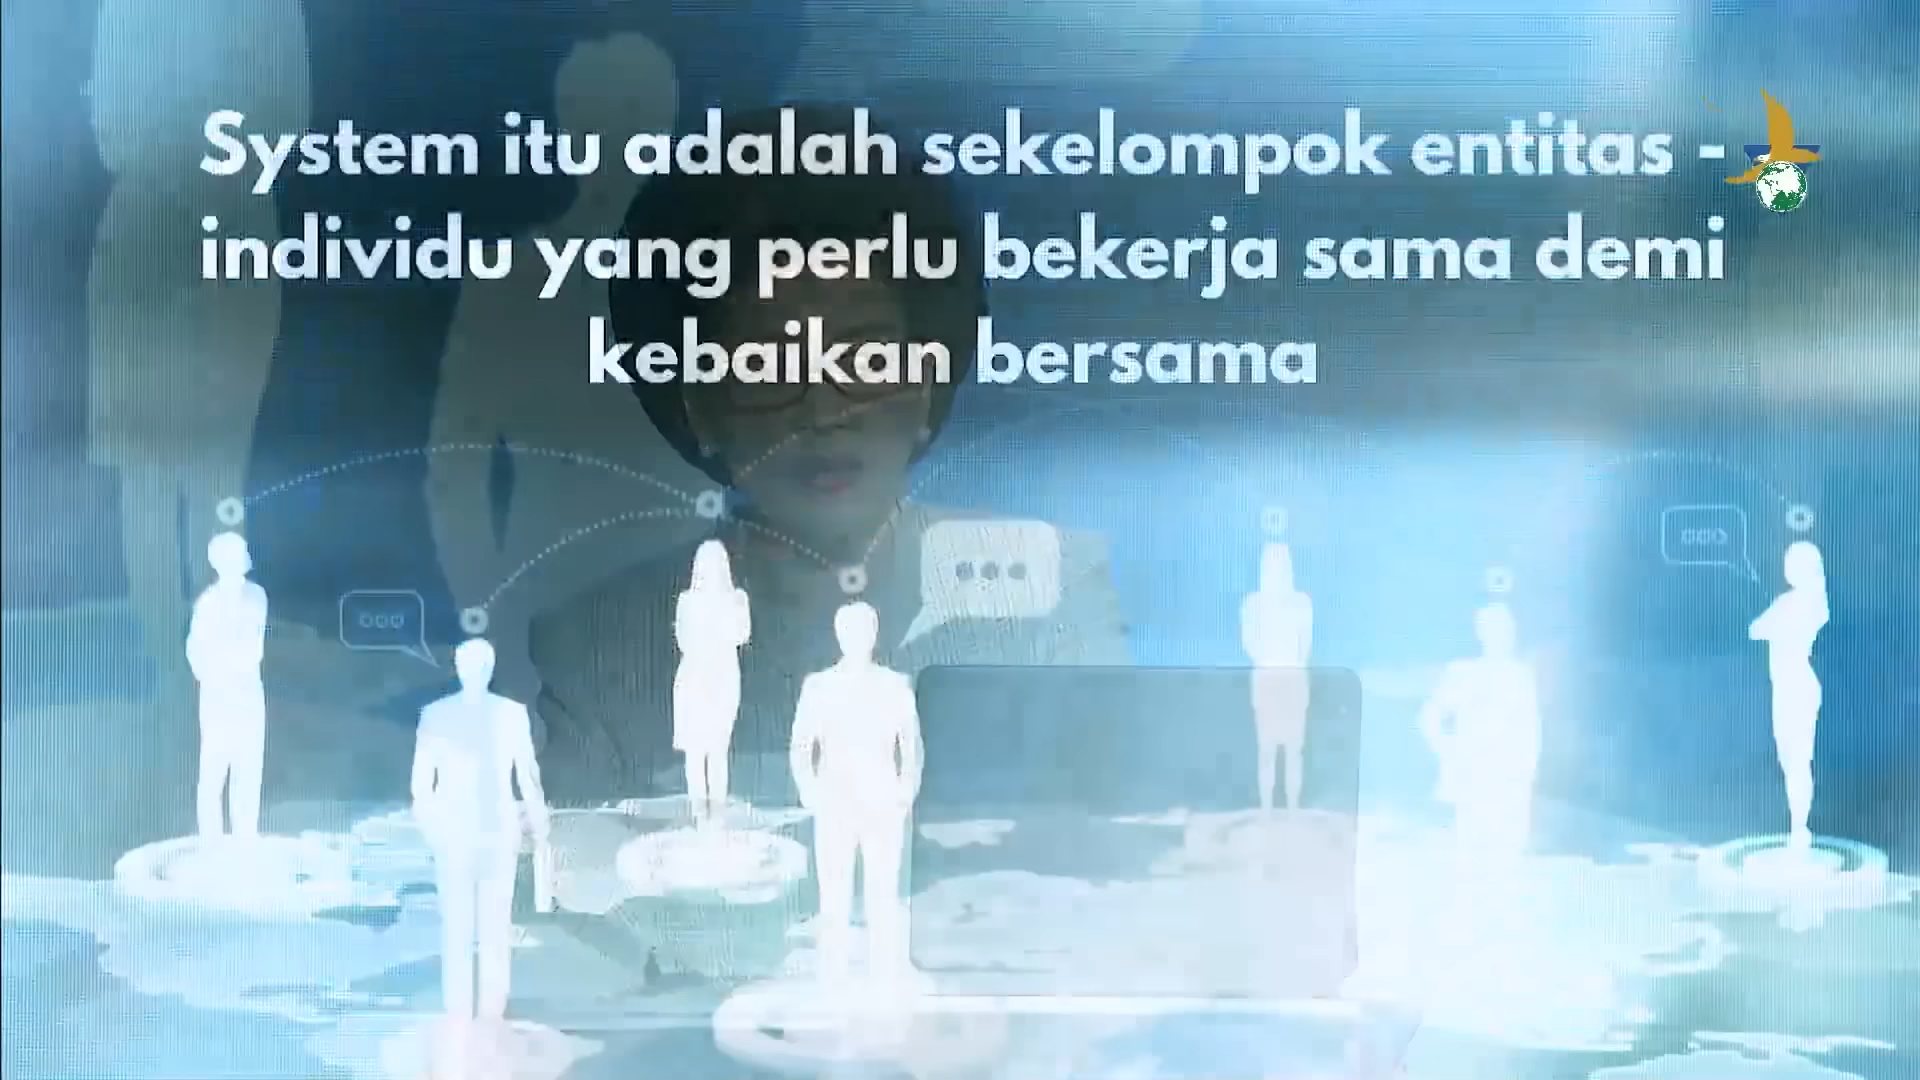 System itu adalah sekelompok entitas -
individu yang perlu bekerja sama demi
kebaikan bersama